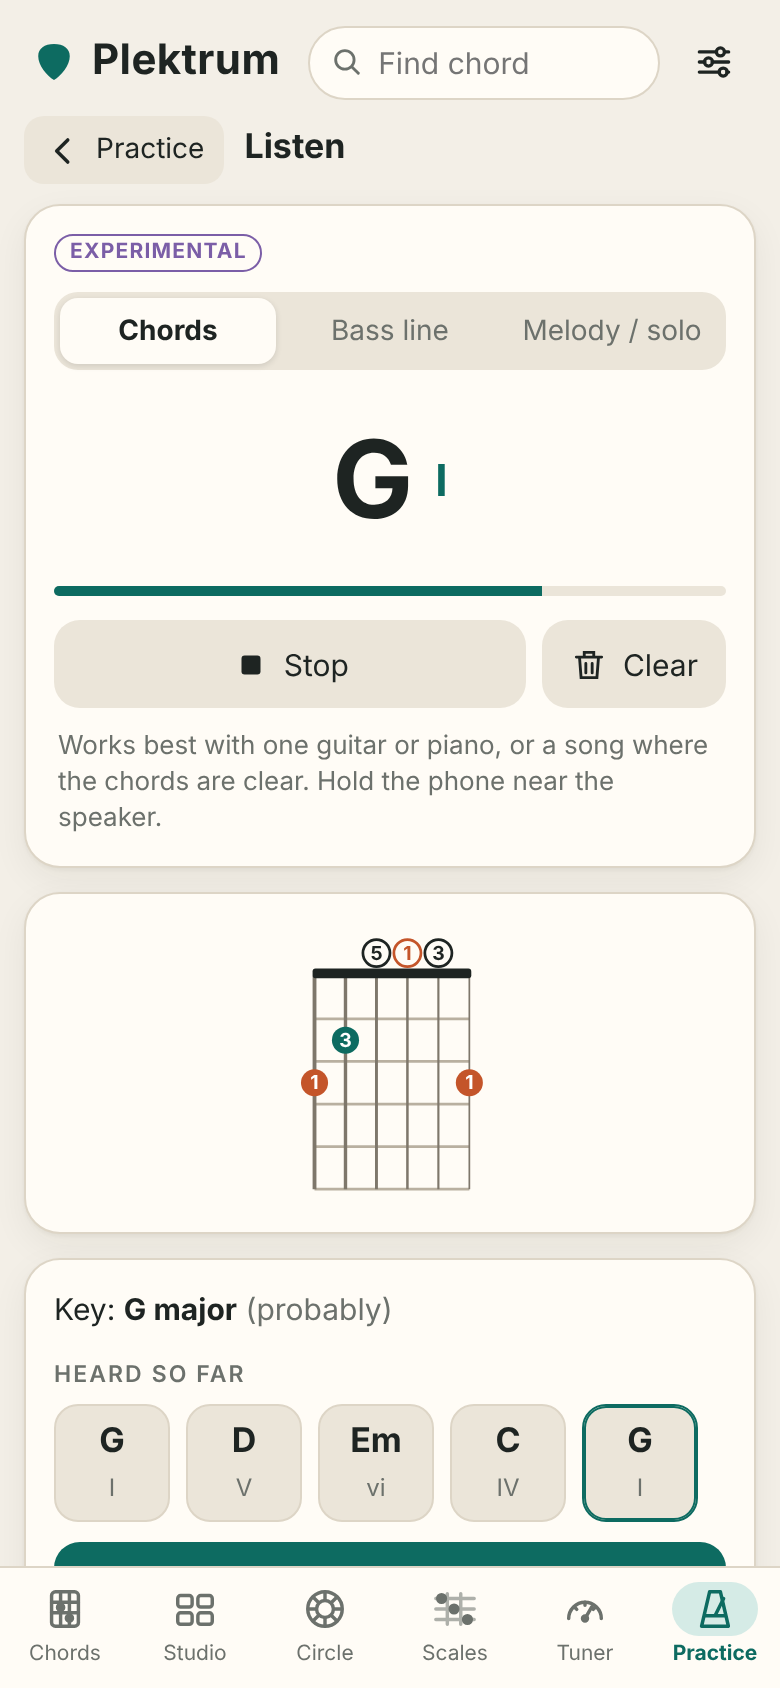 Plektrum
Find chord
Practice
Listen
EXPERIMENTAL
Chords
Bass line
Melody / solo
G I
Stop
Clear
Works best with one guitar or piano, or a song where
the chords are clear. Hold the phone near the
speaker.
5 1 3
3
1 1
Key: G major (probably)
HEARD SO FAR
G D Em C G
I V vi IV I
Chords Studio Circle Scales Tuner Practice